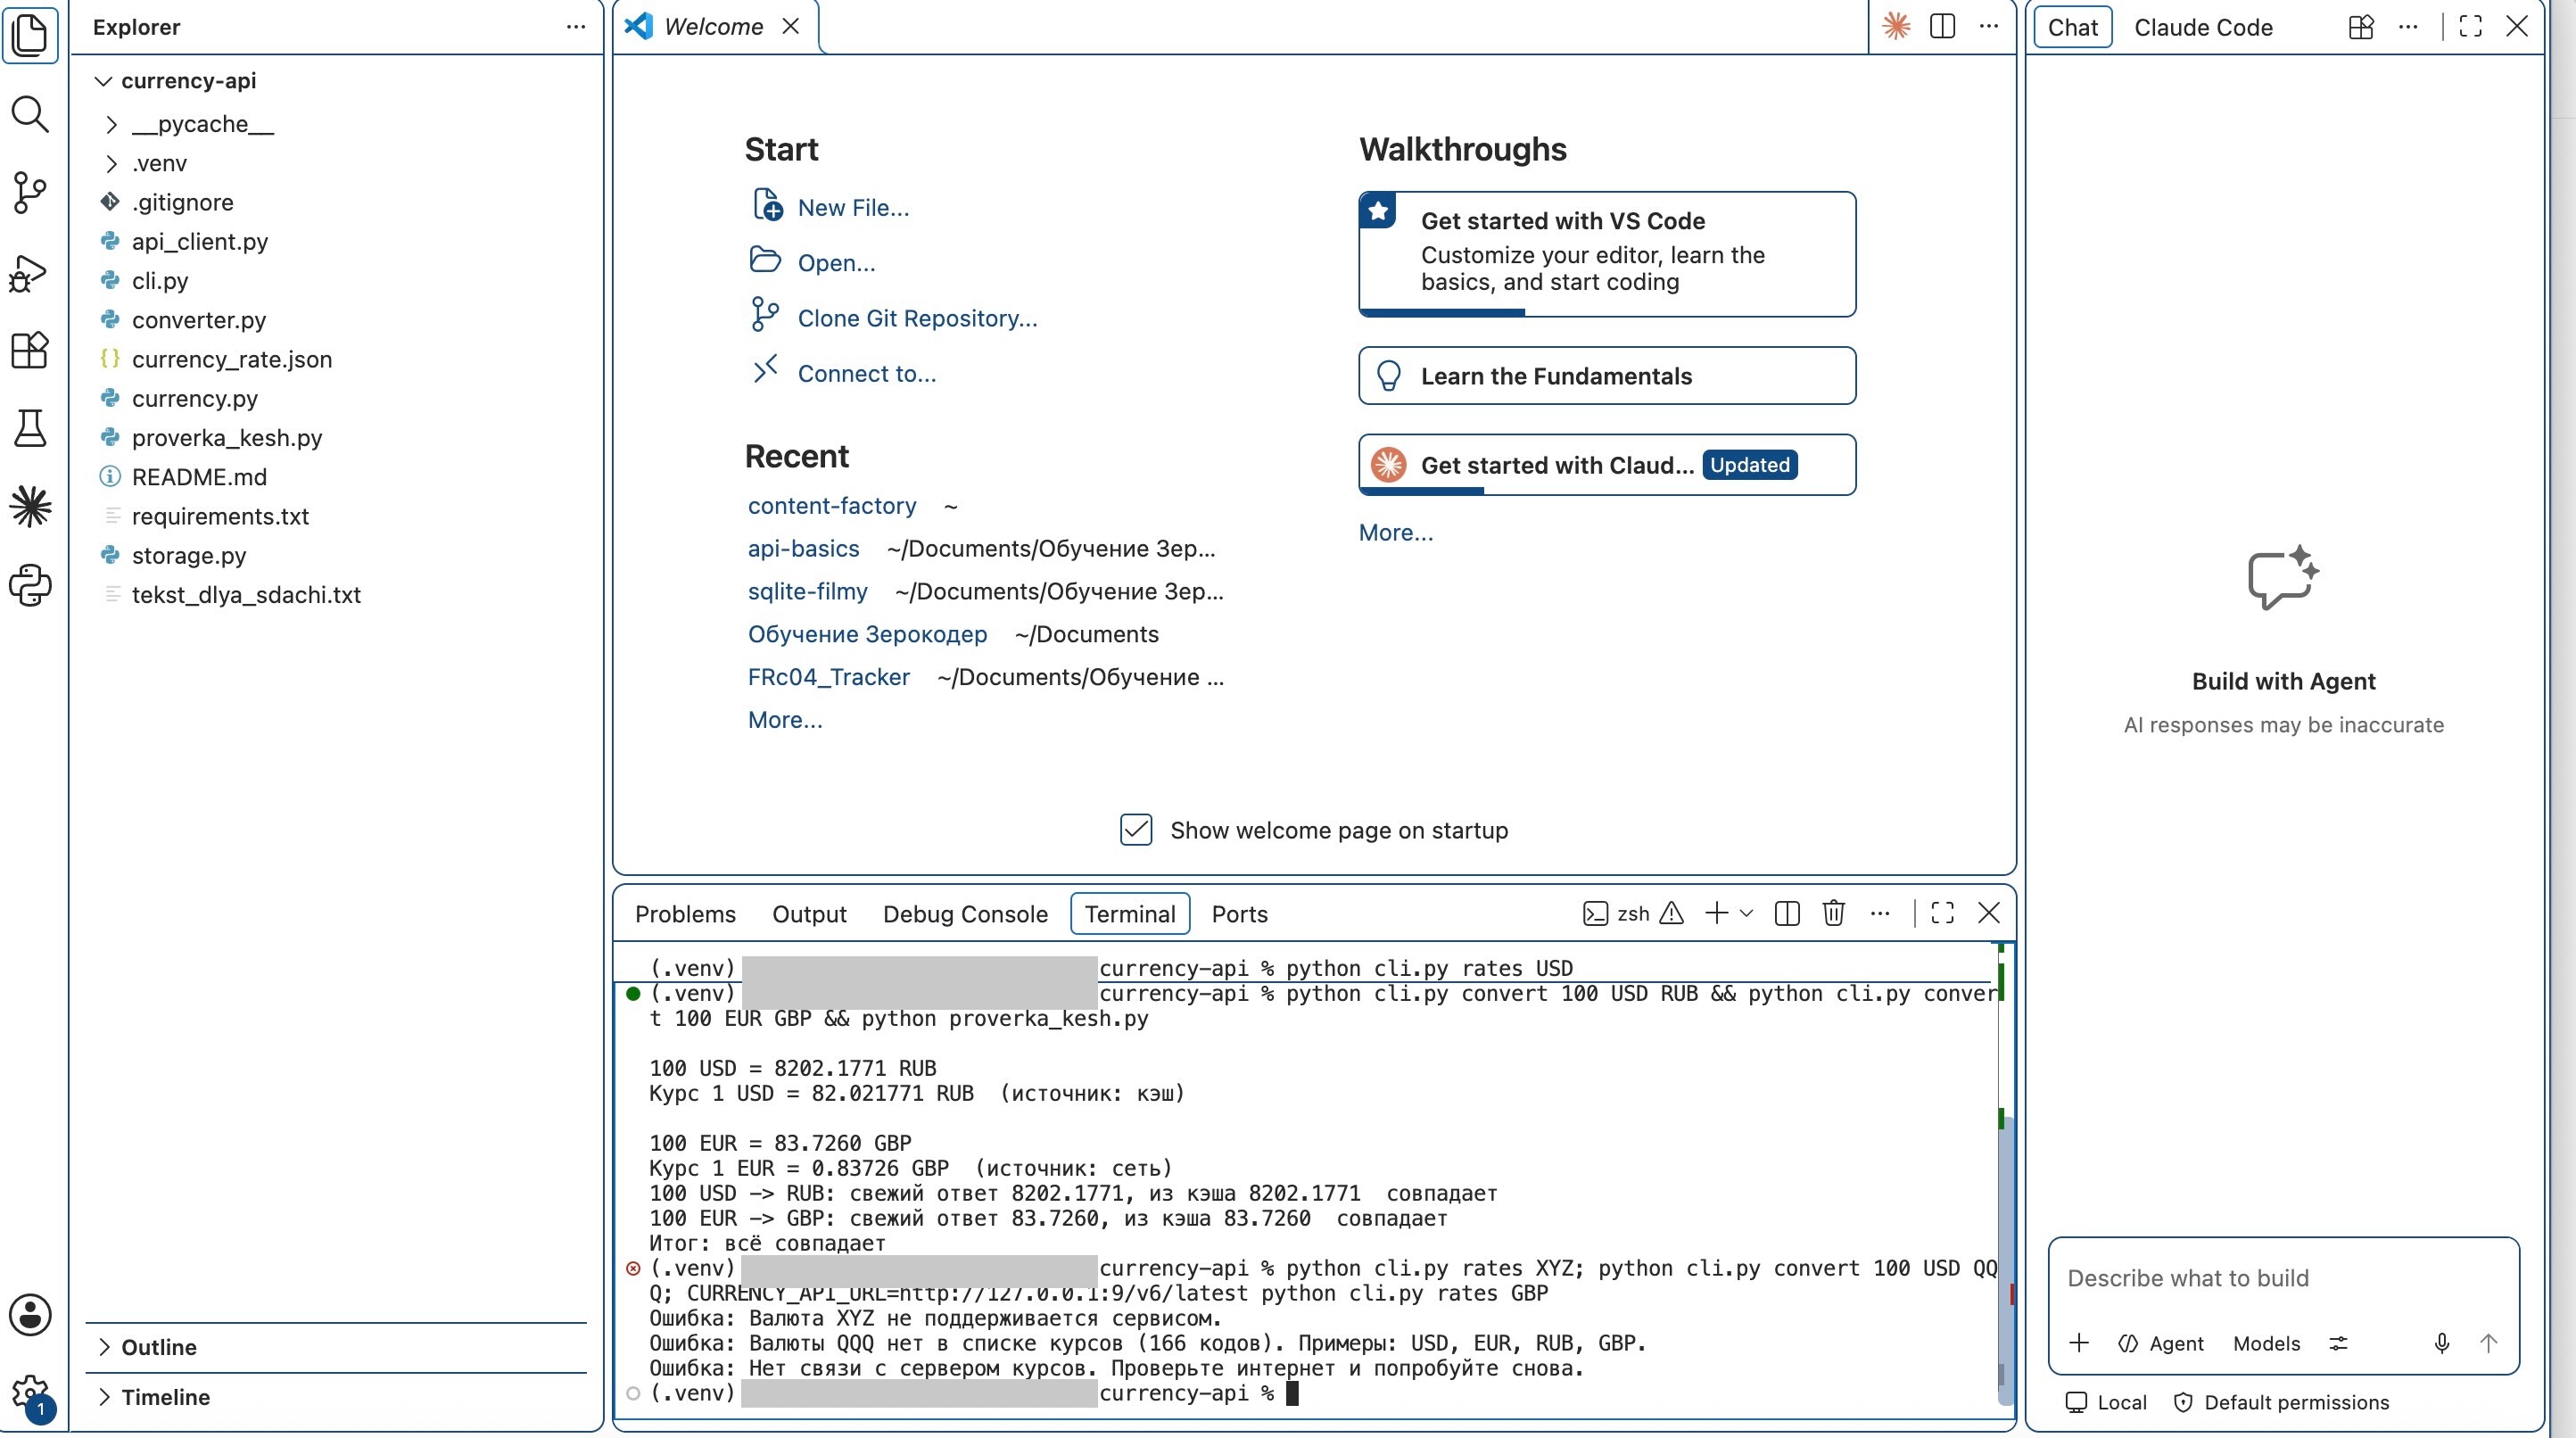 Explorer
currency-api
__pycache__
.venv
.gitignore
api_client.py
cli.py
converter.py
currency_rate.json
currency.py
proverka_kesh.py
README.md
requirements.txt
storage.py
tekst_dlya_sdachi.txt
Outline
Timeline
1
Welcome
Start
New File...
Open...
Clone Git Repository...
Connect to...
Recent
content-factory ~
api-basics ~/Documents/Обучение Зер...
sqlite-filmy ~/Documents/Обучение Зер...
Обучение Зерокодер ~/Documents
FRc04_Tracker ~/Documents/Обучение ...
More...
Walkthroughs
Get started with VS Code
Customize your editor, learn the
basics, and start coding
Learn the Fundamentals
Get started with Claud... Updated
More...
Show welcome page on startup
Problems Output Debug Console Terminal Ports
zsh
(.venv) currency-api % python cli.py rates USD
(.venv) currency-api % python cli.py convert 100 USD RUB && python cli.py conver
t 100 EUR GBP && python proverka_kesh.py
100 USD = 8202.1771 RUB
Курс 1 USD = 82.021771 RUB (источник: кэш)
100 EUR = 83.7260 GBP
Курс 1 EUR = 0.83726 GBP (источник: сеть)
100 USD -> RUB: свежий ответ 8202.1771, из кэша 8202.1771 совпадает
100 EUR -> GBP: свежий ответ 83.7260, из кэша 83.7260 совпадает
Итог: всё совпадает
(.venv) currency-api % python cli.py rates XYZ; python cli.py convert 100 USD QQ
Q; CURRENCY_API_URL=http://127.0.0.1:9/v6/latest python cli.py rates GBP
Ошибка: Валюта XYZ не поддерживается сервисом.
Ошибка: Валюты QQQ нет в списке курсов (166 кодов). Примеры: USD, EUR, RUB, GBP.
Ошибка: Нет связи с сервером курсов. Проверьте интернет и попробуйте снова.
(.venv) currency-api %
Chat Claude Code
Build with Agent
AI responses may be inaccurate
Describe what to build
Agent Models
Local Default permissions